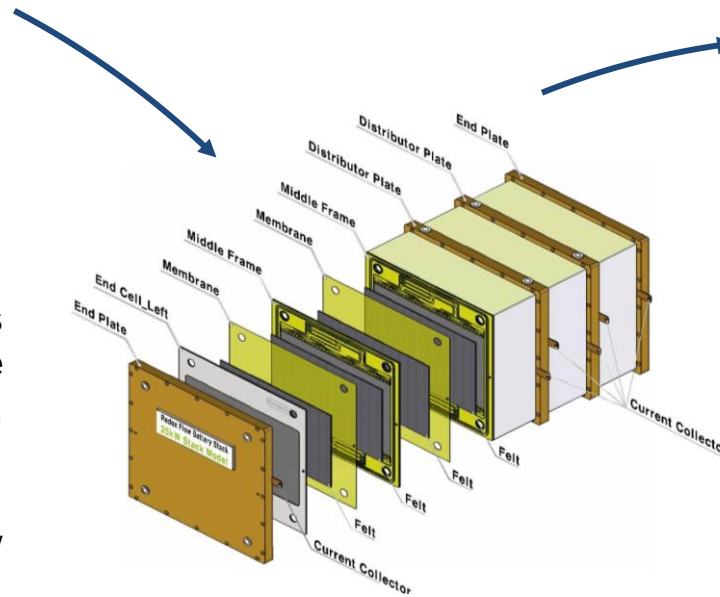 End Plate
Distributor Plate
Distributor Plate
Middle Frame
Membrane
Middle Frame
Membrane
End Cell_Left
End Plate
Redox Flow Battery Stack
25kW Stack Model
Current Collector
Felt
Felt
Felt
Felt
Current Collector
s
e